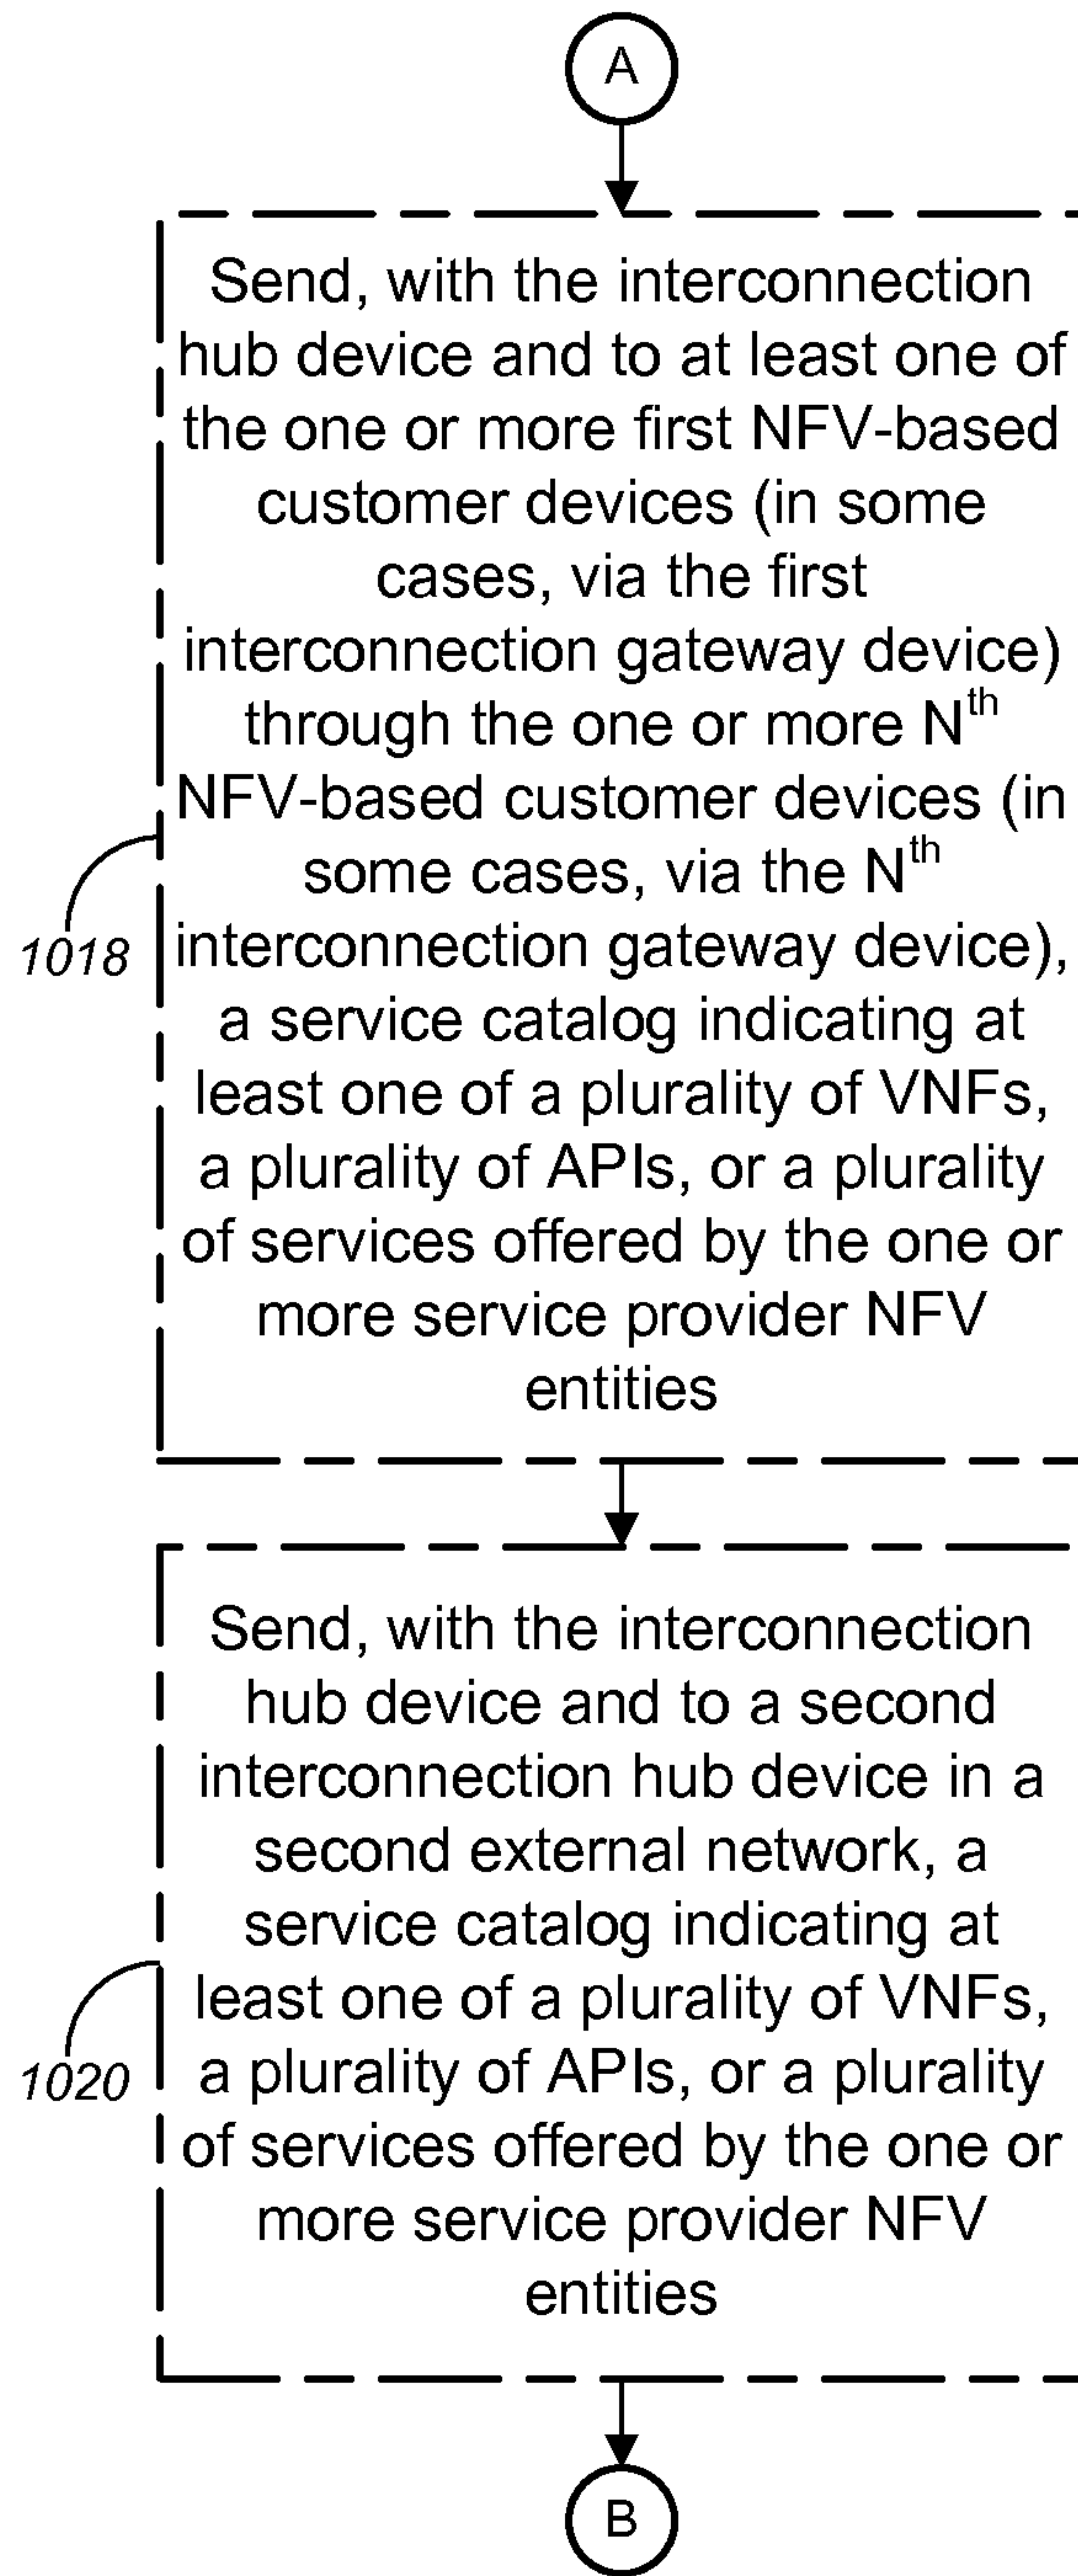 A
Send, with the interconnection
hub device and to at least one of
the one or more first NFV-based
customer devices (in some
cases, via the first
interconnection gateway device)
through the one or more Nth
NFV-based customer devices (in
some cases, via the Nth
interconnection gateway device),
a service catalog indicating at
least one of a plurality of VNFs,
a plurality of APIs, or a plurality
of services offered by the one or
more service provider NFV
entities
1018
Send, with the interconnection
hub device and to a second
interconnection hub device in a
second external network, a
service catalog indicating at
least one of a plurality of VNFs,
a plurality of APIs, or a plurality
of services offered by the one or
more service provider NFV
entities
1020
B